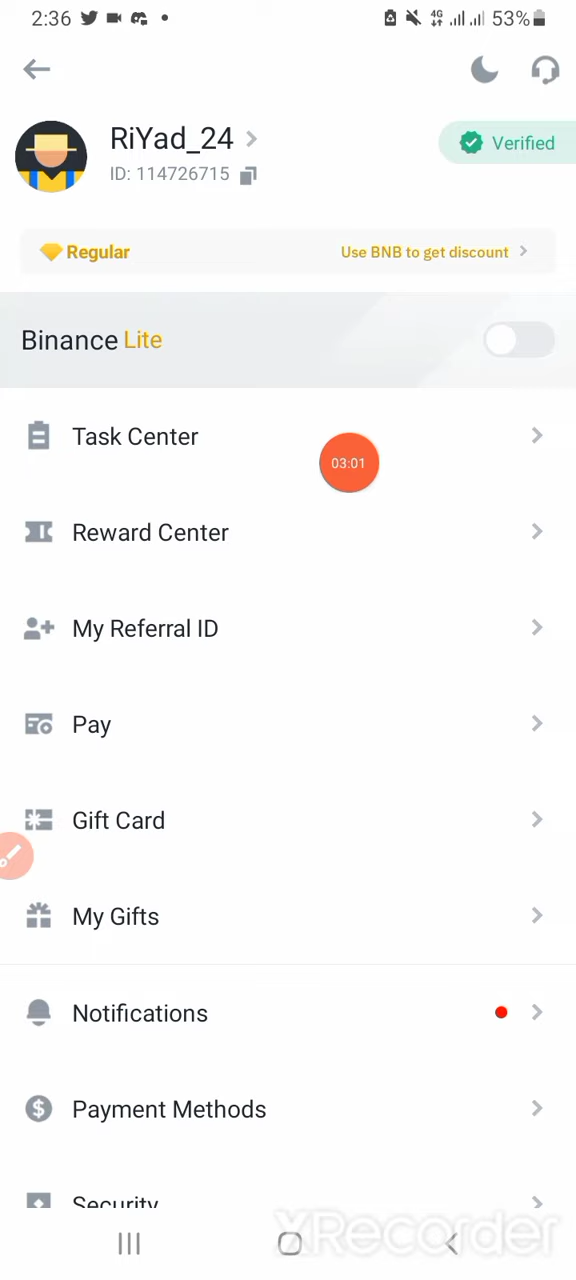 2:36 4G 53%
RiYad_24
ID: 114726715
Verified
Regular Use BNB to get discount
Binance Lite
Task Center
03:01
Reward Center
My Referral ID
Pay
Gift Card
My Gifts
Notifications
Payment Methods
Security
XRecorder